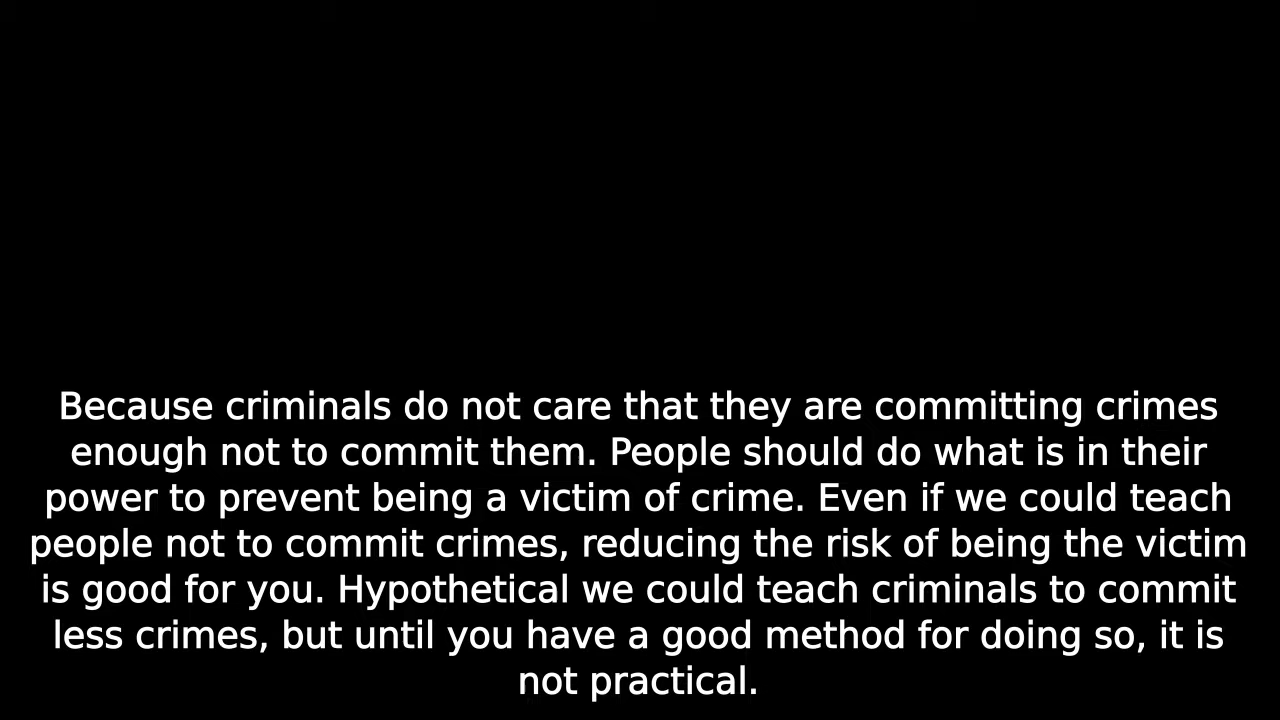 Because criminals do not care that they are committing crimes
enough not to commit them. People should do what is in their
power to prevent being a victim of crime. Even if we could teach
people not to commit crimes, reducing the risk of being the victim
is good for you. Hypothetical we could teach criminals to commit
less crimes, but until you have a good method for doing so, it is
not practical.